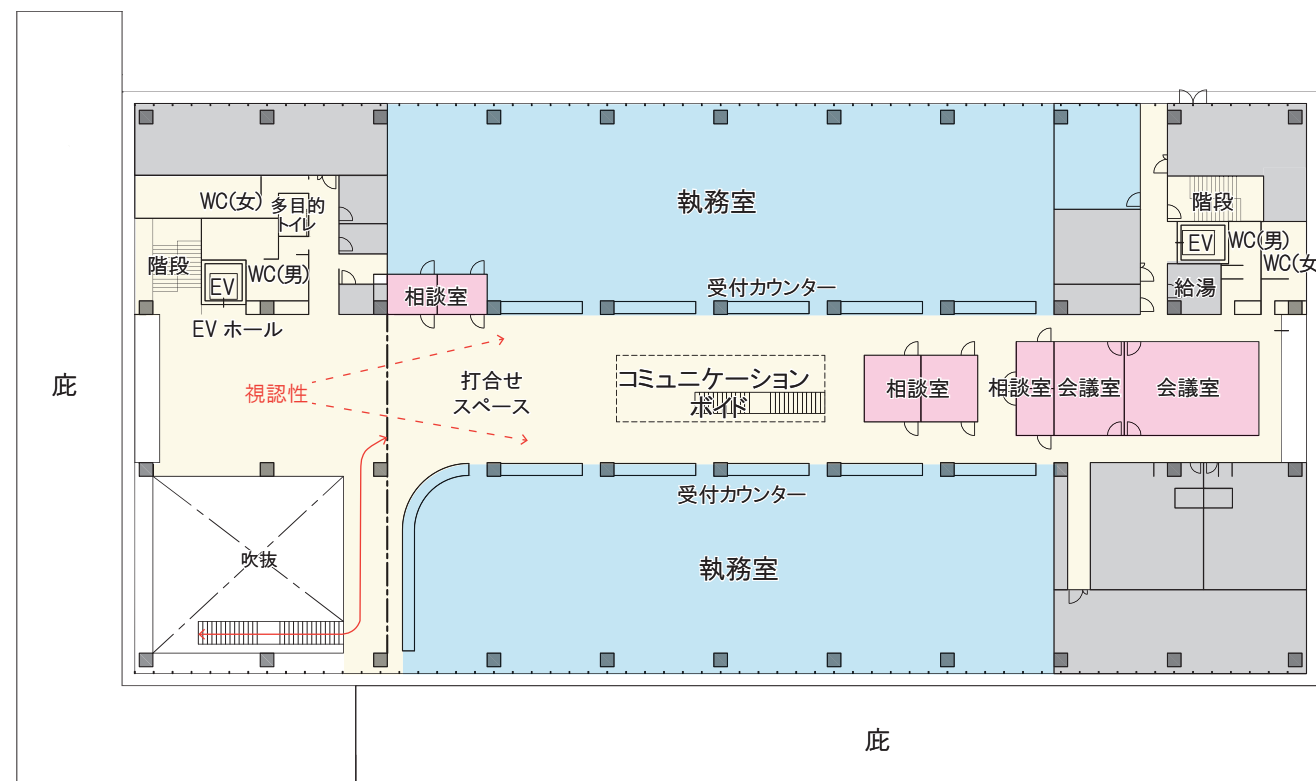 執務室
WC(女)
多目的
トイレ
階段
階段
EV
WC(男)
WC(女
EV
WC(男)
給湯
相談室
受付カウンター
EVホール
庇
視認性
打合せ
スペース
コミュニケーション
ボイド
相談室
相談室
会議室
会議室
受付カウンター
吹抜
執務室
庇